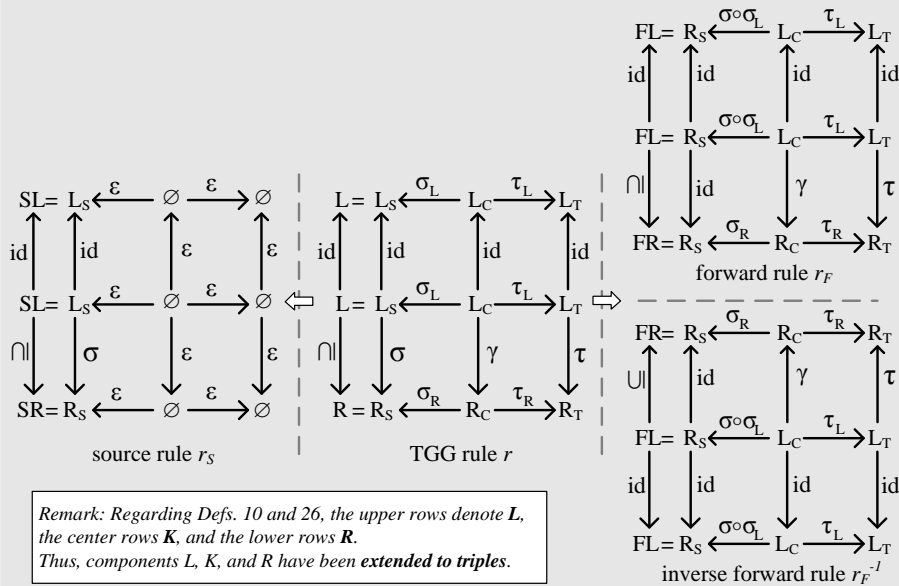 SL= L_S ε ∅ ε ∅
id id ε ε
SL= L_S ε ∅ ε ∅
⊆ σ ε ε
SR= R_S ε ∅ ε ∅
source rule r_S
L= L_S σ_L L_C τ_L L_T
id id id id
L= L_S σ_L L_C τ_L L_T
⊆ σ γ τ
R= R_S σ_R R_C τ_R R_T
TGG rule r
FL= R_S σ∘σ_L L_C τ_L L_T
id id id id
FL= R_S σ∘σ_L L_C τ_L L_T
⊆ id γ τ
FR= R_S σ_R R_C τ_R R_T
forward rule r_F
FR= R_S σ_R R_C τ_R R_T
⊆ id γ τ
FL= R_S σ∘σ_L L_C τ_L L_T
id id id id
FL= R_S σ∘σ_L L_C τ_L L_T
inverse forward rule r_F^-1
Remark: Regarding Defs. 10 and 26, the upper rows denote L,
the center rows K, and the lower rows R.
Thus, components L, K, and R have been extended to triples.